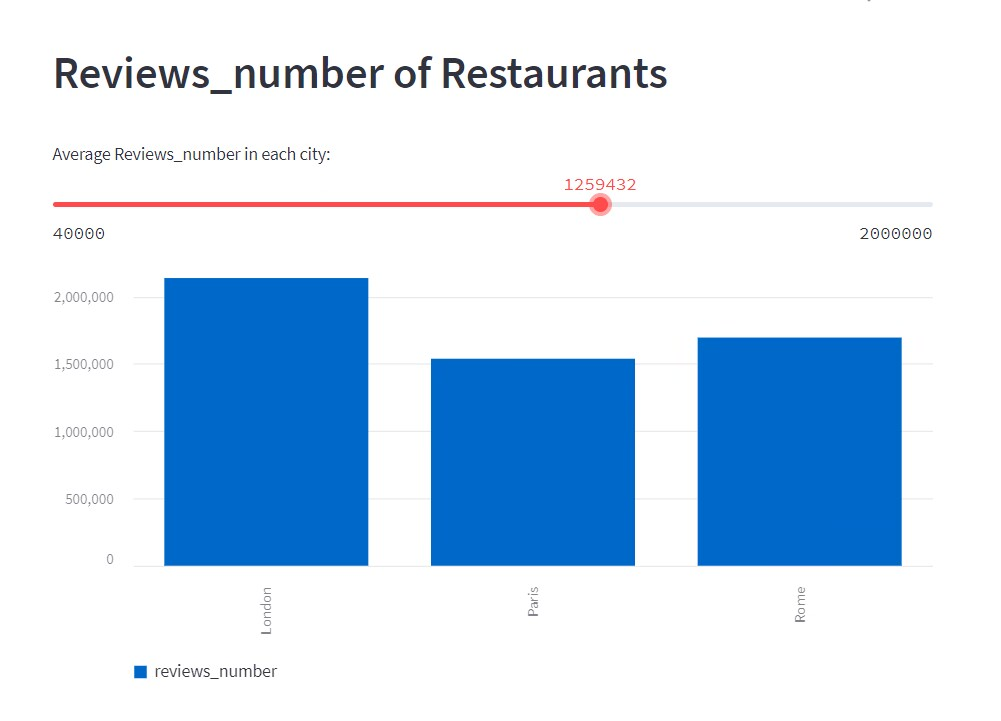 Reviews_number of Restaurants
Average Reviews_number in each city:
1259432
40000 2000000
2,000,000
1,500,000
1,000,000
500,000
0
London Paris Rome
reviews_number